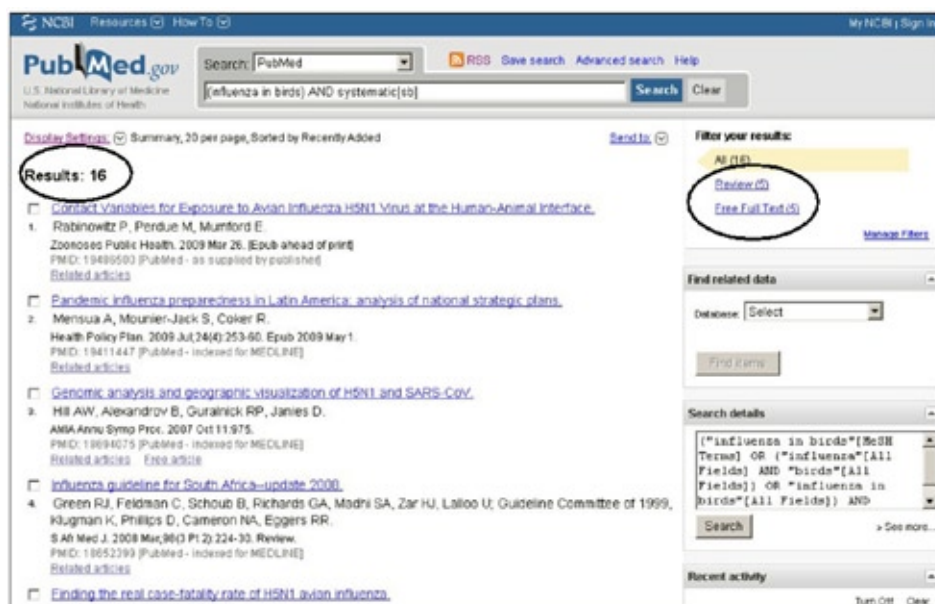 NCBI Resources How To My NCBI | Sign In
PubMed.gov
U.S. National Library of Medicine
National Institutes of Health
Search: PubMed
RSS Save search Advanced search Help
(influenza in birds) AND systematic[sb]
Search Clear
Display Settings: Summary, 20 per page, Sorted by Recently Added
Send to:
Results: 16
Contact Variables for Exposure to Avian Influenza H5N1 Virus at the Human-Animal Interface.
1. Rabinowitz P, Perdue M, Mumford E.
Zoonoses Public Health. 2009 Mar 26. [Epub ahead of print]
PMID: 19486500 [PubMed - as supplied by publisher]
Related articles
Pandemic influenza preparedness in Latin America: analysis of national strategic plans.
2. Mensua A, Mounier-Jack S, Coker R.
Health Policy Plan. 2009 Jul;24(4):253-60. Epub 2009 May 1.
PMID: 19411447 [PubMed - indexed for MEDLINE]
Related articles
Genomic analysis and geographic visualization of H5N1 and SARS-CoV.
3. Hill AW, Alexandrov B, Guralnick RP, Janies D.
AMIA Annu Symp Proc. 2007 Oct 11:975.
PMID: 18694075 [PubMed - indexed for MEDLINE]
Related articles Free article
Influenza guideline for South Africa--update 2008.
4. Green RJ, Feldman C, Schoub B, Richards GA, Madhi SA, Zar HJ, Lalloo U; Guideline Committee of 1999,
Klugman K, Phillips D, Cameron NA, Eggers RR.
S Afr Med J. 2008 Mar;98(3 Pt 2):224-30. Review.
PMID: 18652399 [PubMed - indexed for MEDLINE]
Related articles
Finding the real case-fatality rate of H5N1 avian influenza.
Filter your results:
All (16)
Review (5)
Free Full Text (5)
Manage Filters
Find related data
Database: Select
Find items
Search details
("influenza in birds"[MeSH
Terms] OR ("influenza"[All
Fields] AND "birds"[All
Fields]) OR "influenza in
birds"[All Fields]) AND
Search
» See more...
Recent activity
Turn Off Clear